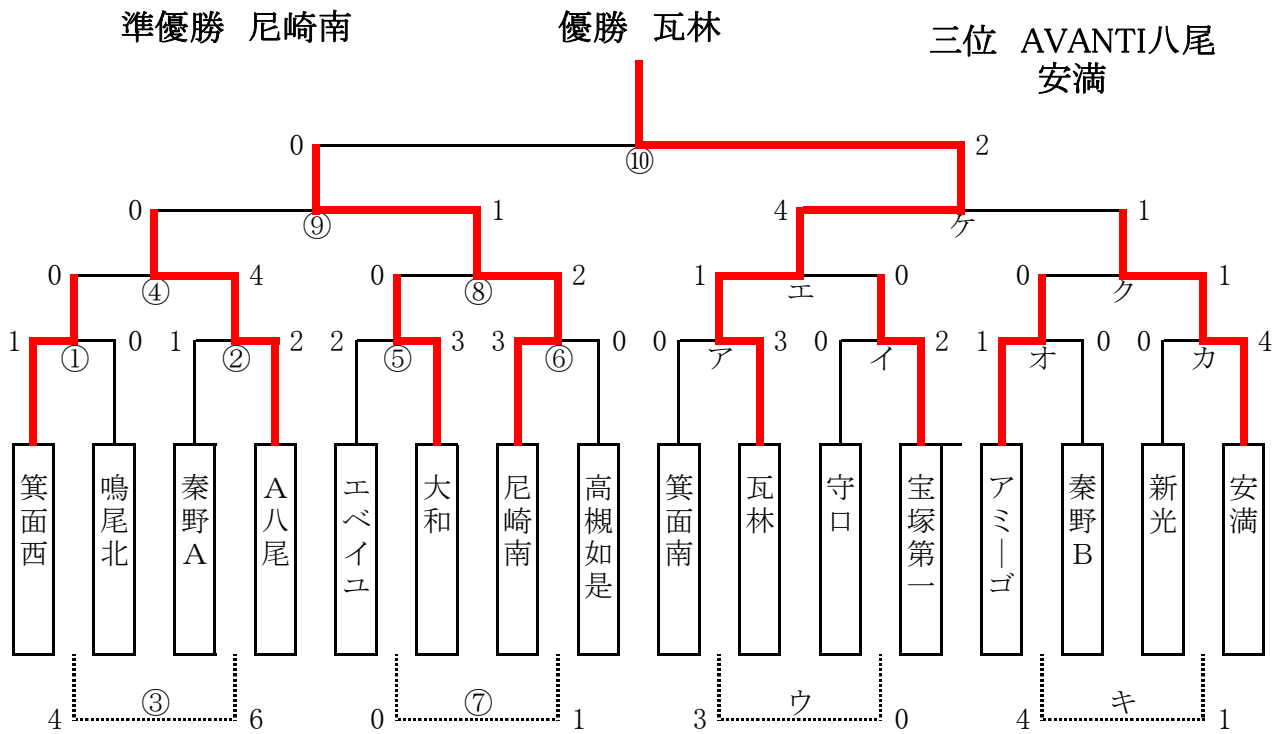 準優勝 尼崎南
優勝 瓦林
三位 AVANTI八尾
安満
0 ⑩ 2
0 ⑨ 1 4 ケ 1
0 ④ 4 0 ⑧ 2 1 エ 0 0 ク 1
1 ① 0 1 ② 2 2 ⑤ 3 3 ⑥ 0 0 ア 3 0 イ 2 1 オ 0 0 カ 4
箕面西
鳴尾北
秦野A
A八尾
エベイユ
大和
尼崎南
高槻如是
箕面南
瓦林
守口
宝塚第一
アミーゴ
秦野B
新光
安満
4 ③ 6 0 ⑦ 1 3 ウ 0 4 キ 1